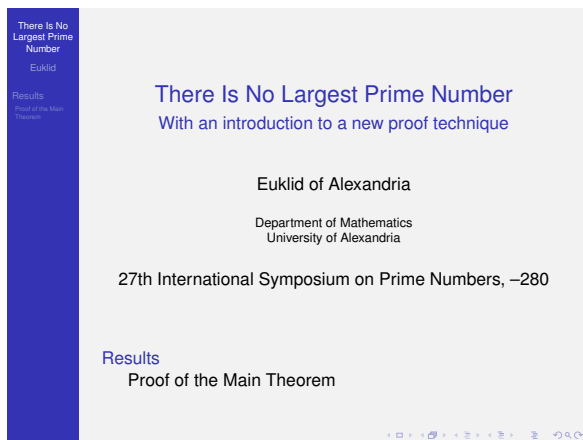 There Is No
Largest Prime
Number
Euklid
Results
Proof of the Main
Theorem
There Is No Largest Prime Number
With an introduction to a new proof technique
Euklid of Alexandria
Department of Mathematics
University of Alexandria
27th International Symposium on Prime Numbers, –280
Results
Proof of the Main Theorem